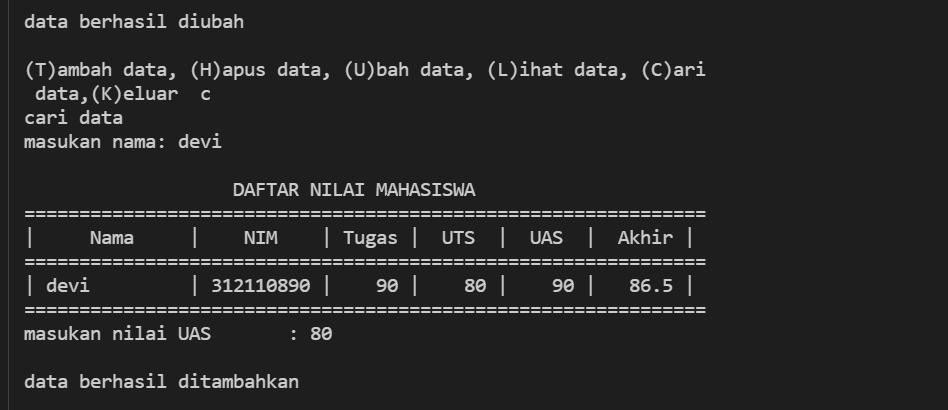 data berhasil diubah
(T)ambah data, (H)apus data, (U)bah data, (L)ihat data, (C)ari
data,(K)eluar  c
cari data
masukan nama: devi
DAFTAR NILAI MAHASISWA
==============================================================
|     Nama     |    NIM    | Tugas |  UTS  |  UAS  |  Akhir |
==============================================================
| devi         | 312110890 |    90 |    80 |    90 |   86.5 |
==============================================================
masukan nilai UAS       : 80
data berhasil ditambahkan